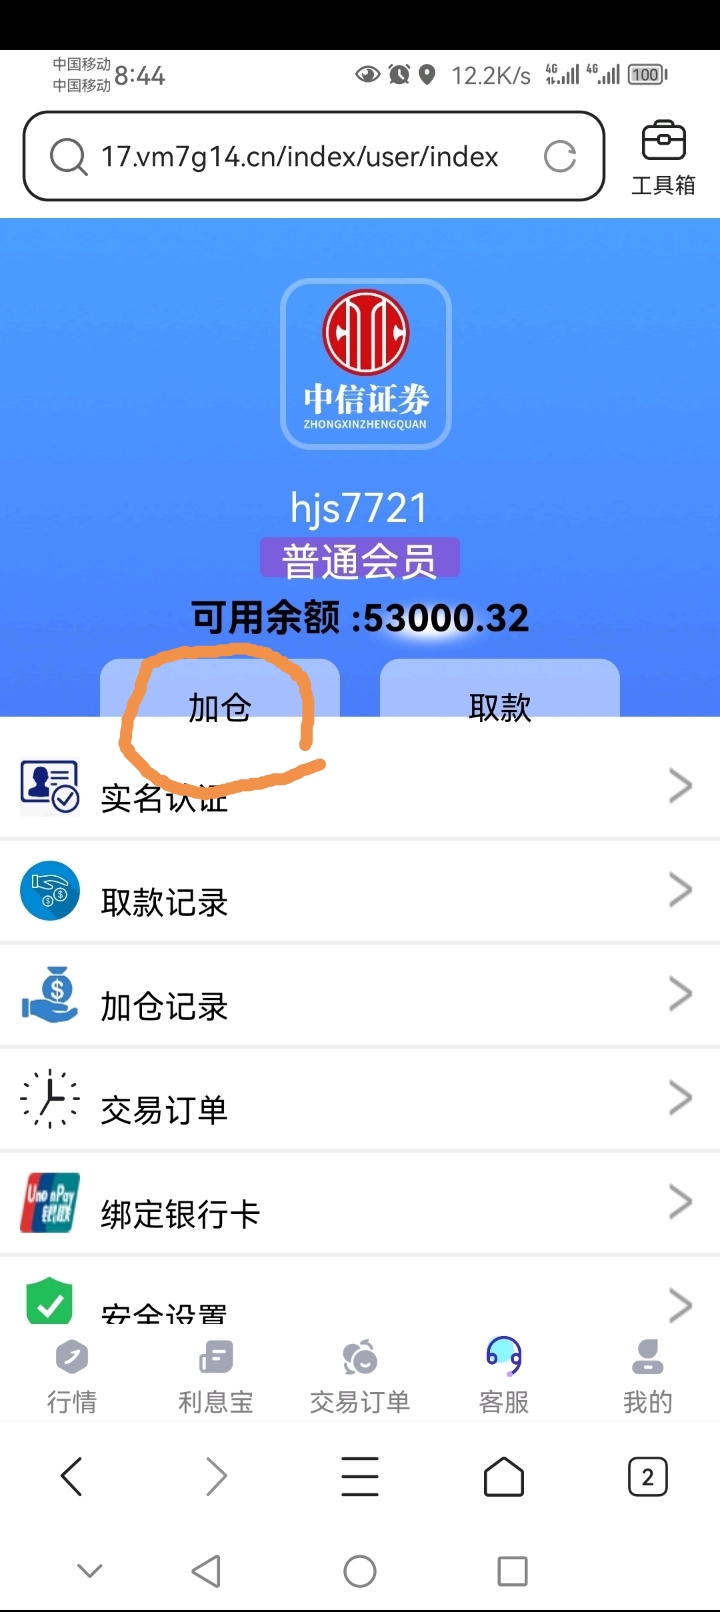 中国移动
中国移动
8:44
12.2K/s
4G
4G
100
17.vm7g14.cn/index/user/index
工具箱
中信证券
ZHONGXINZHENGQUAN
hjs7721
普通会员
可用余额 :53000.32
加仓
取款
实名认证
取款记录
加仓记录
交易订单
绑定银行卡
安全设置
行情
利息宝
交易订单
客服
我的
2